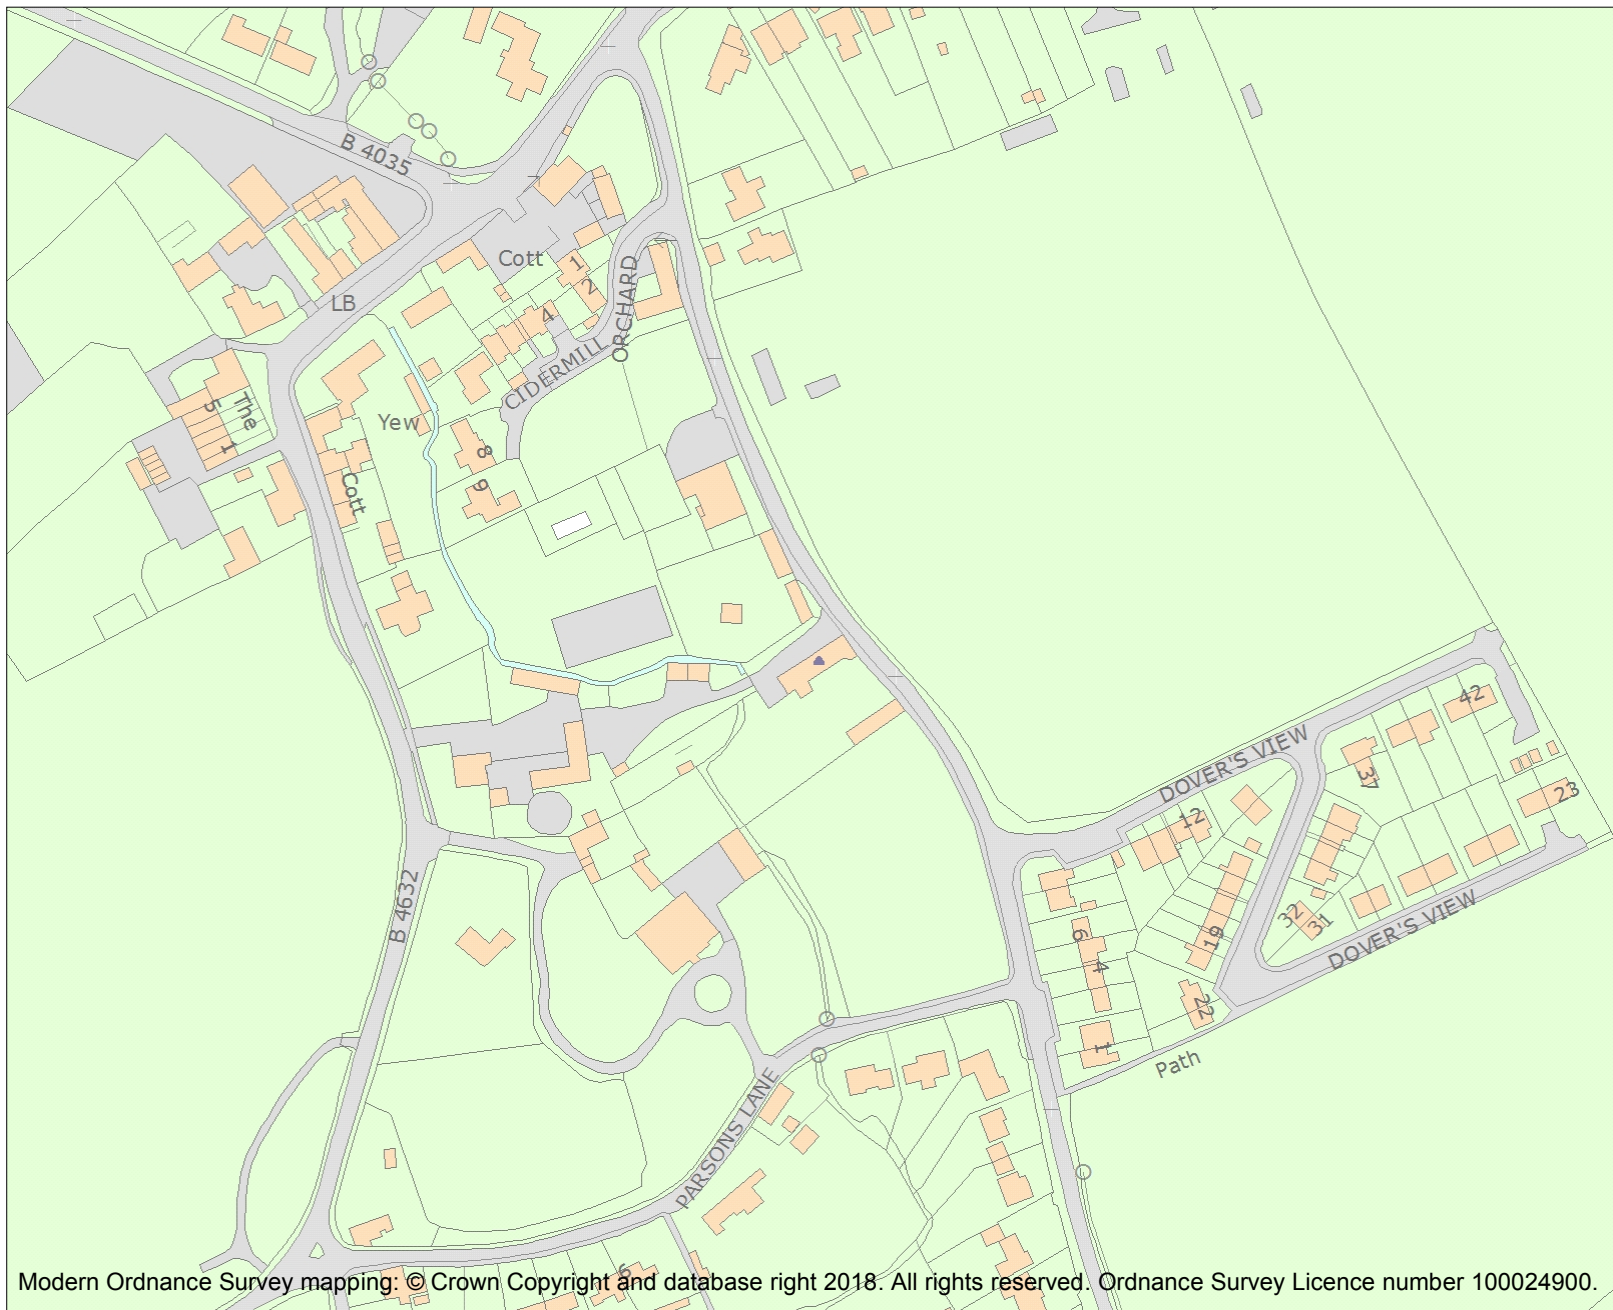 B 4035
Cott
1
2
LB
4
CIDERMILL
ORCHARD
5
The
1
Yew
8
9
Cott
42
DOVER'S VIEW
37
23
12
B 4632
32
31
19
6
4
DOVER'S VIEW
22
1
Path
PARSONS LANE
6
Modern Ordnance Survey mapping: © Crown Copyright and database right 2018. All rights reserved. Ordnance Survey Licence number 100024900.